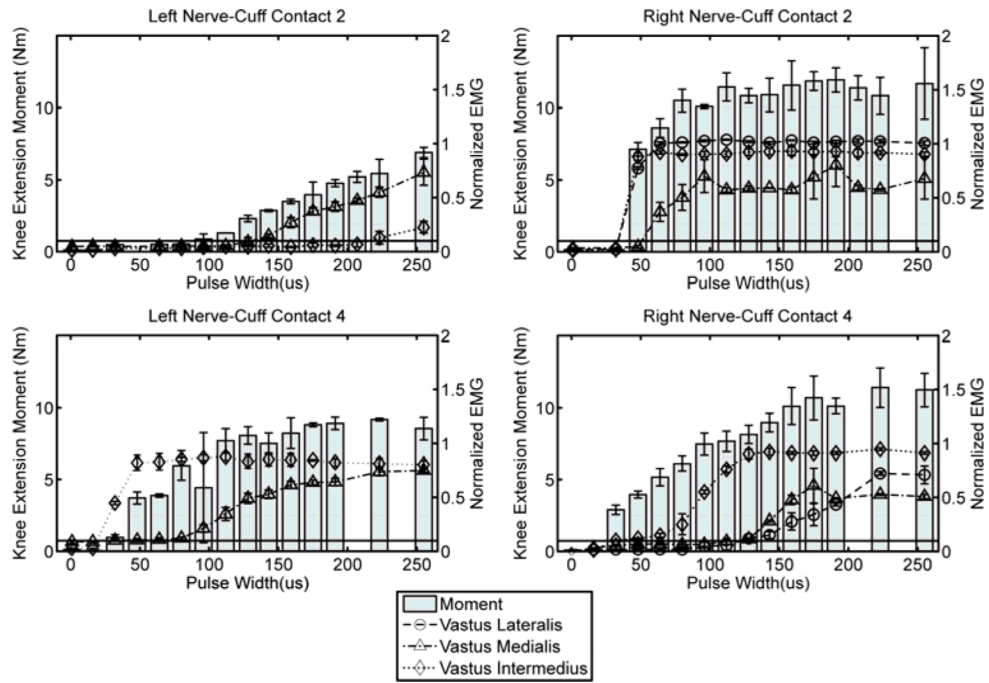 Left Nerve-Cuff Contact 2
Knee Extension Moment (Nm)
10
5
0
2
1.5
1
0.5
0
Normalized EMG
0 50 100 150 200 250
Pulse Width(us)
Right Nerve-Cuff Contact 2
Knee Extension Moment (Nm)
10
5
0
2
1.5
1
0.5
0
Normalized EMG
0 50 100 150 200 250
Pulse Width(us)
Left Nerve-Cuff Contact 4
Knee Extension Moment (Nm)
10
5
0
2
1.5
1
0.5
0
Normalized EMG
0 50 100 150 200 250
Pulse Width(us)
Right Nerve-Cuff Contact 4
Knee Extension Moment (Nm)
10
5
0
2
1.5
1
0.5
0
Normalized EMG
0 50 100 150 200 250
Pulse Width(us)
Moment
Vastus Lateralis
Vastus Medialis
Vastus Intermedius